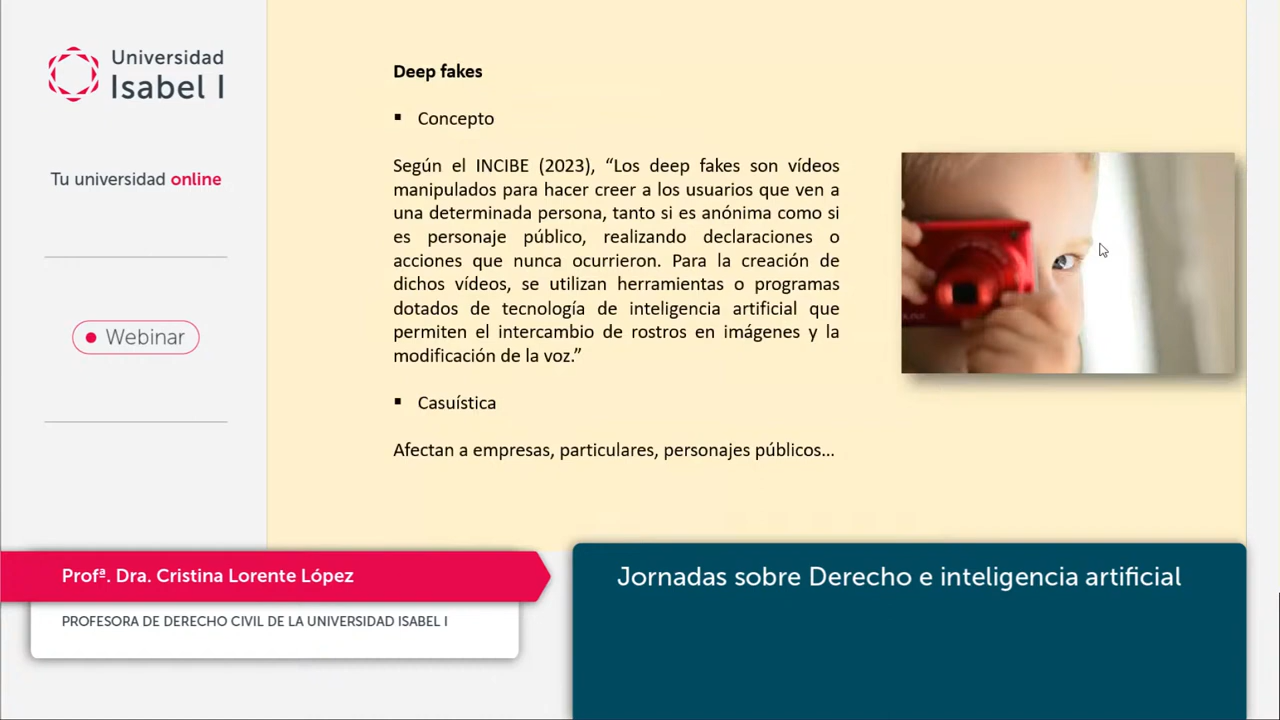 Universidad
Isabel I
Tu universidad online
Webinar
Deep fakes
▪ Concepto
Según el INCIBE (2023), “Los deep fakes son vídeos
manipulados para hacer creer a los usuarios que ven a
una determinada persona, tanto si es anónima como si
es personaje público, realizando declaraciones o
acciones que nunca ocurrieron. Para la creación de
dichos vídeos, se utilizan herramientas o programas
dotados de tecnología de inteligencia artificial que
permiten el intercambio de rostros en imágenes y la
modificación de la voz.”
▪ Casuística
Afectan a empresas, particulares, personajes públicos...
Profª. Dra. Cristina Lorente López
PROFESORA DE DERECHO CIVIL DE LA UNIVERSIDAD ISABEL I
Jornadas sobre Derecho e inteligencia artificial